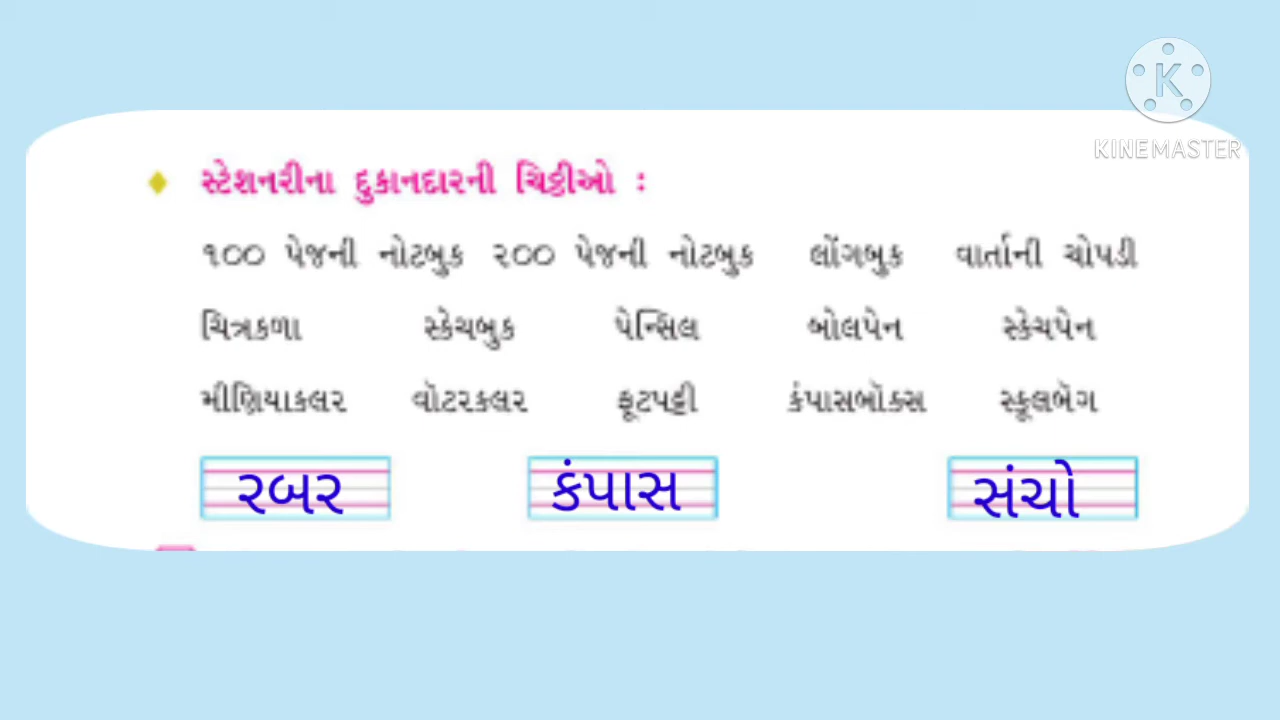 K
KINEMASTER
સ્ટેશનરીના દુકાનદારની ચિઠ્ઠીઓ :
૧૦૦ પેજની નોટબુક ૨૦૦ પેજની નોટબુક લોંગબુક વાર્તાની ચોપડી
ચિત્રકળા સ્કેચબુક પેન્સિલ બોલપેન સ્કેચપેન
મીણિયાકલર વૉટરકલર ફૂટપટ્ટી કંપાસબૉક્સ સ્કૂલબૅગ
રબર કંપાસ સંચો